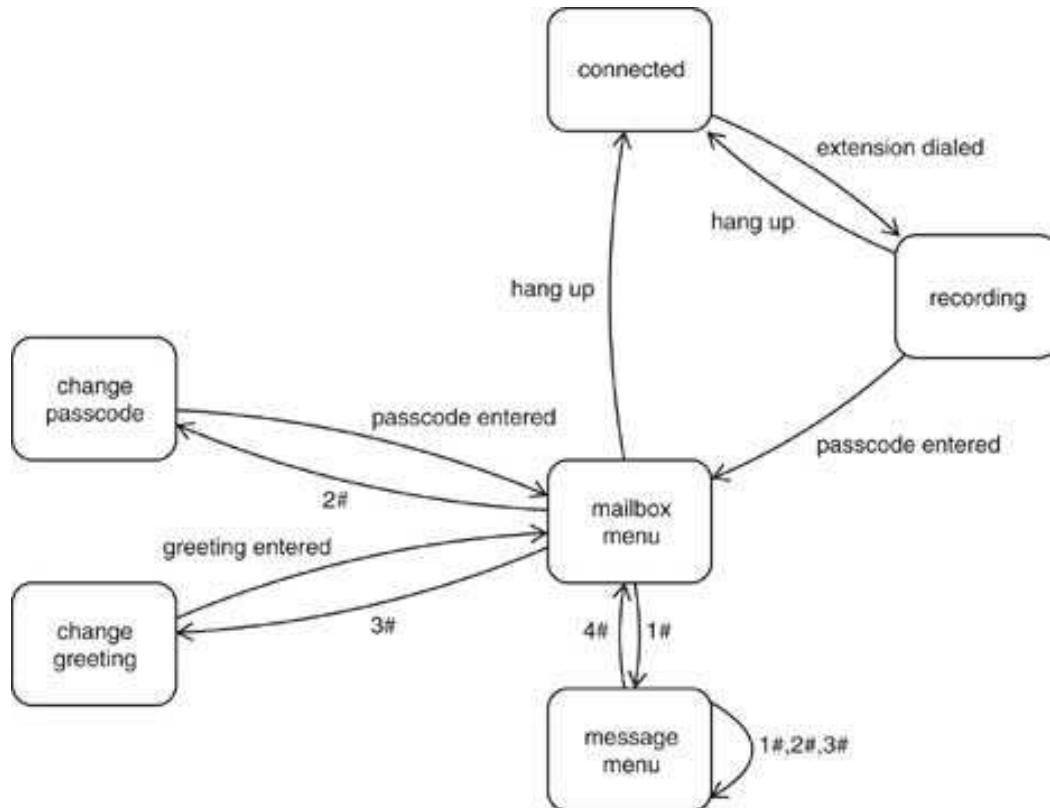 connected
extension dialed
hang up
hang up
recording
change
passcode
passcode entered
passcode entered
2#
mailbox
menu
greeting entered
3#
change
greeting
4#
1#
message
menu
1#,2#,3#